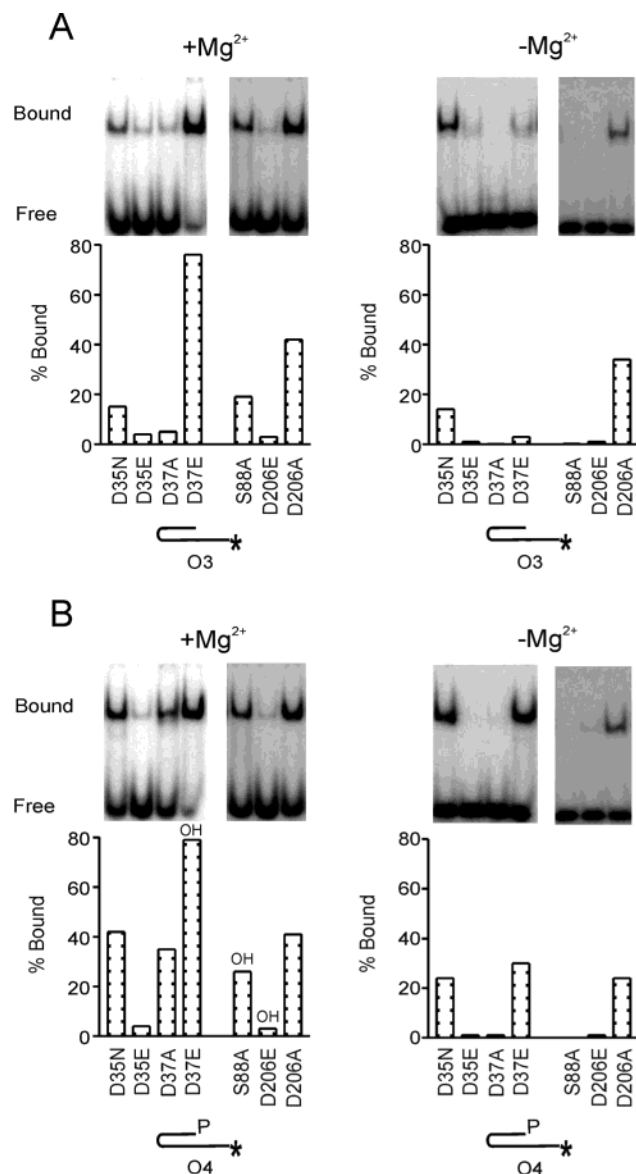 A
+Mg²⁺ -Mg²⁺
Bound
Free
80
60
40
20
0
% Bound
D35N D35E D37A D37E S88A D206E D206A
O3
80
60
40
20
0
% Bound
D35N D35E D37A D37E S88A D206E D206A
O3
B
+Mg²⁺ -Mg²⁺
Bound
Free
80
60
40
20
0
% Bound
OH
OH
OH
D35N D35E D37A D37E S88A D206E D206A
P
O4
80
60
40
20
0
% Bound
D35N D35E D37A D37E S88A D206E D206A
P
O4